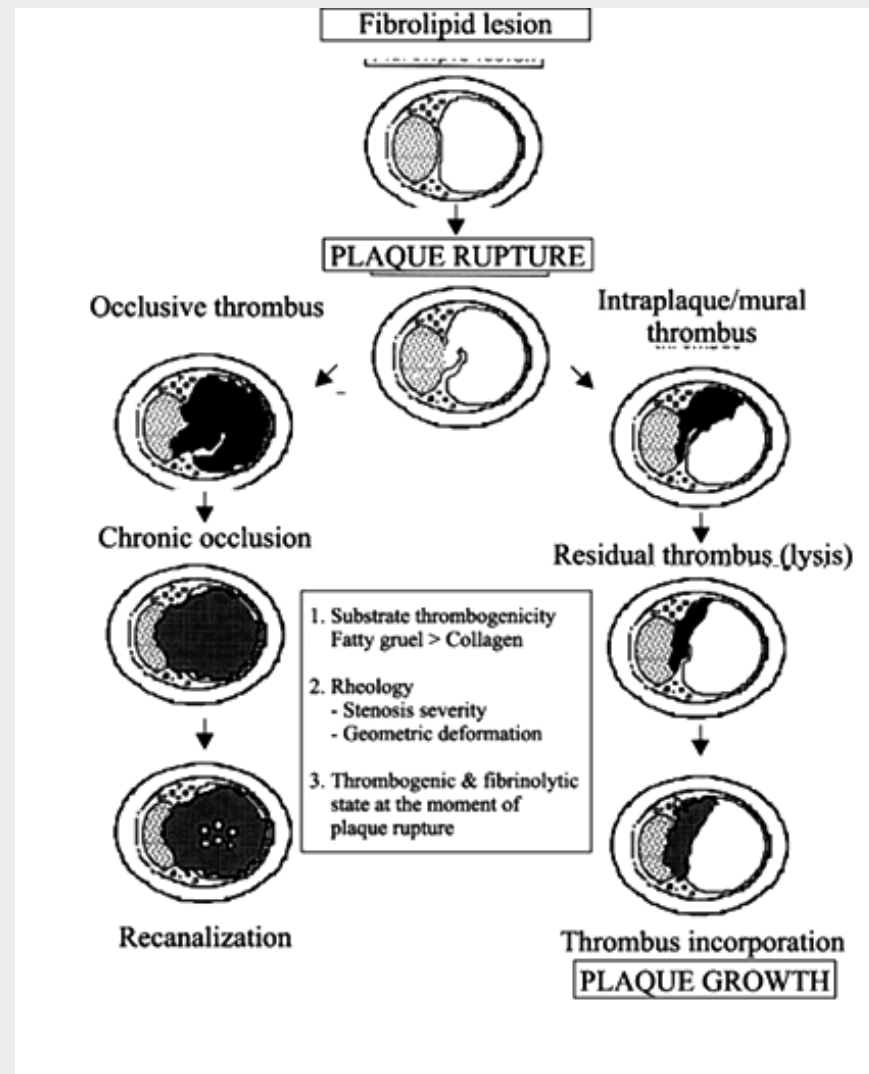 Fibrolipid lesion
PLAQUE RUPTURE
Occlusive thrombus
Intraplaque/mural
thrombus
Chronic occlusion
Residual thrombus (lysis)
1. Substrate thrombogenicity
Fatty gruel > Collagen
2. Rheology
- Stenosis severity
- Geometric deformation
3. Thrombogenic & fibrinolytic
state at the moment of
plaque rupture
Recanalization
Thrombus incorporation
PLAQUE GROWTH